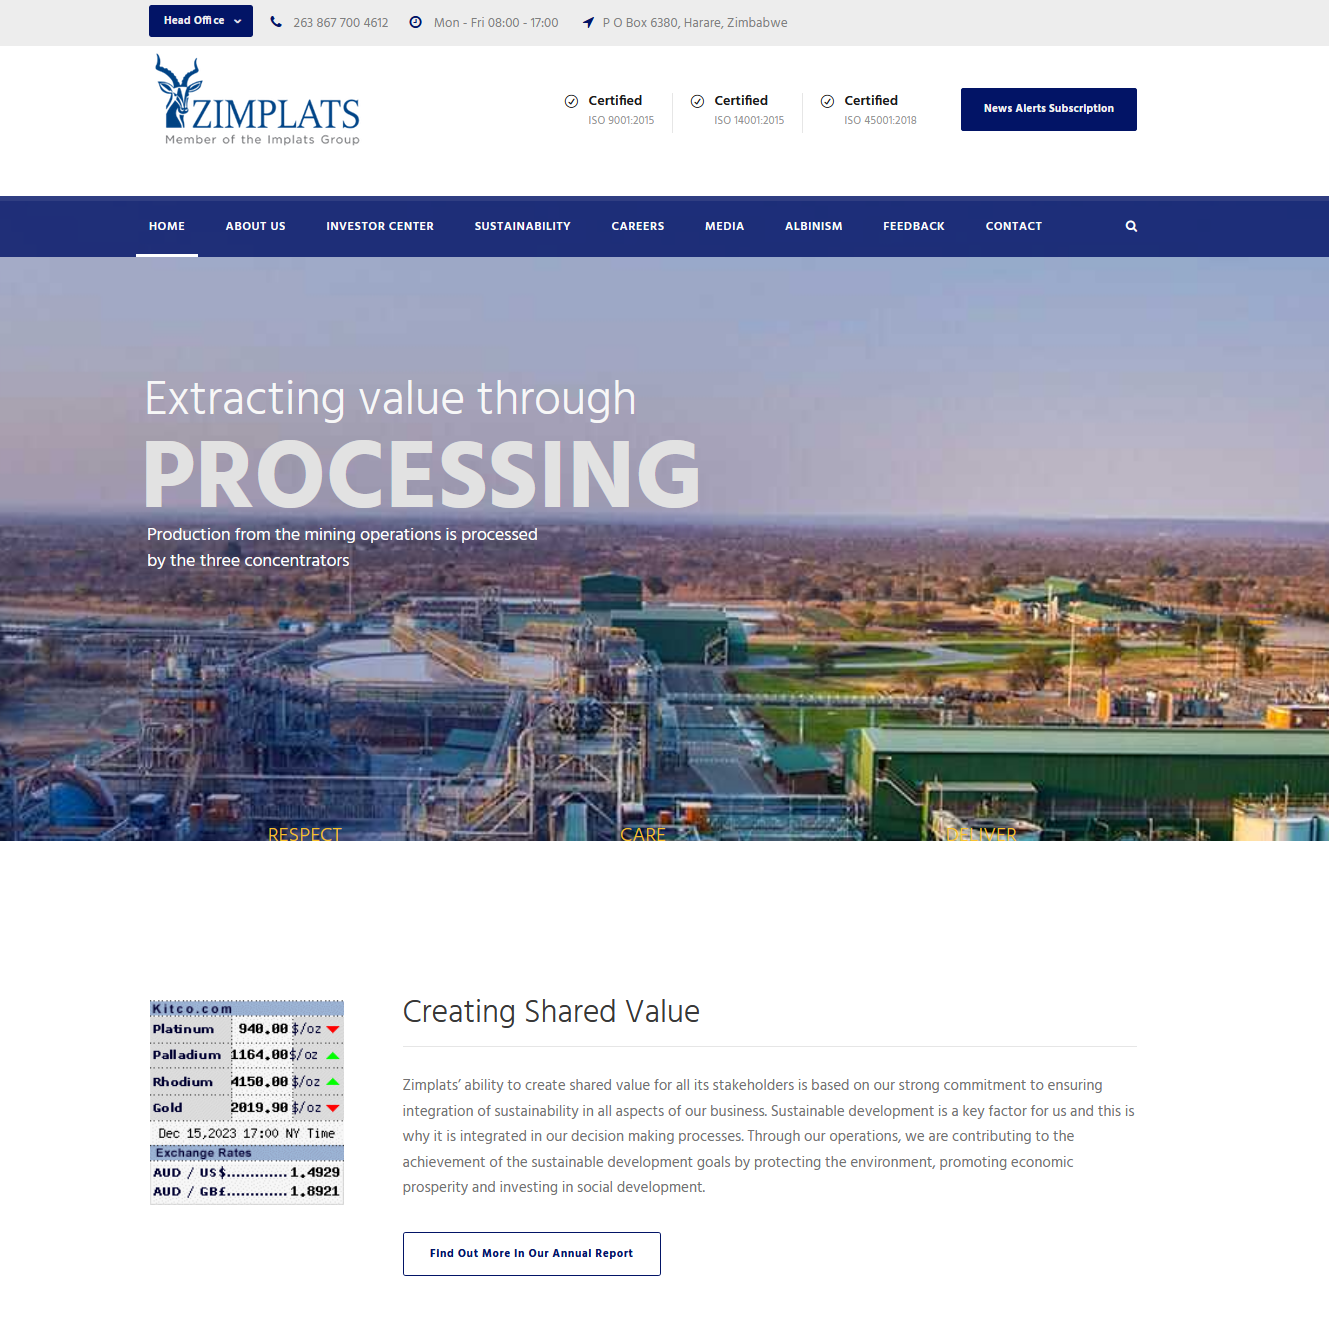 Head Office
263 867 700 4612
Mon - Fri 08:00 - 17:00
P O Box 6380, Harare, Zimbabwe
ZIMPLATS
Member of the Implats Group
Certified
ISO 9001:2015
Certified
ISO 14001:2015
Certified
ISO 45001:2018
News Alerts Subscription
HOME
ABOUT US
INVESTOR CENTER
SUSTAINABILITY
CAREERS
MEDIA
ALBINISM
FEEDBACK
CONTACT
Extracting value through
PROCESSING
Production from the mining operations is processed
by the three concentrators
RESPECT
CARE
DELIVER
Kitco.com
Platinum 940.00 $/oz
Palladium 1164.00 $/oz
Rhodium 4150.00 $/oz
Gold 2019.90 $/oz
Dec 15,2023 17:00 NY Time
Exchange Rates
AUD / US$.............1.4929
AUD / GB£.............1.8921
Creating Shared Value
Zimplats’ ability to create shared value for all its stakeholders is based on our strong commitment to ensuring
integration of sustainability in all aspects of our business. Sustainable development is a key factor for us and this is
why it is integrated in our decision making processes. Through our operations, we are contributing to the
achievement of the sustainable development goals by protecting the environment, promoting economic
prosperity and investing in social development.
Find Out More In Our Annual Report